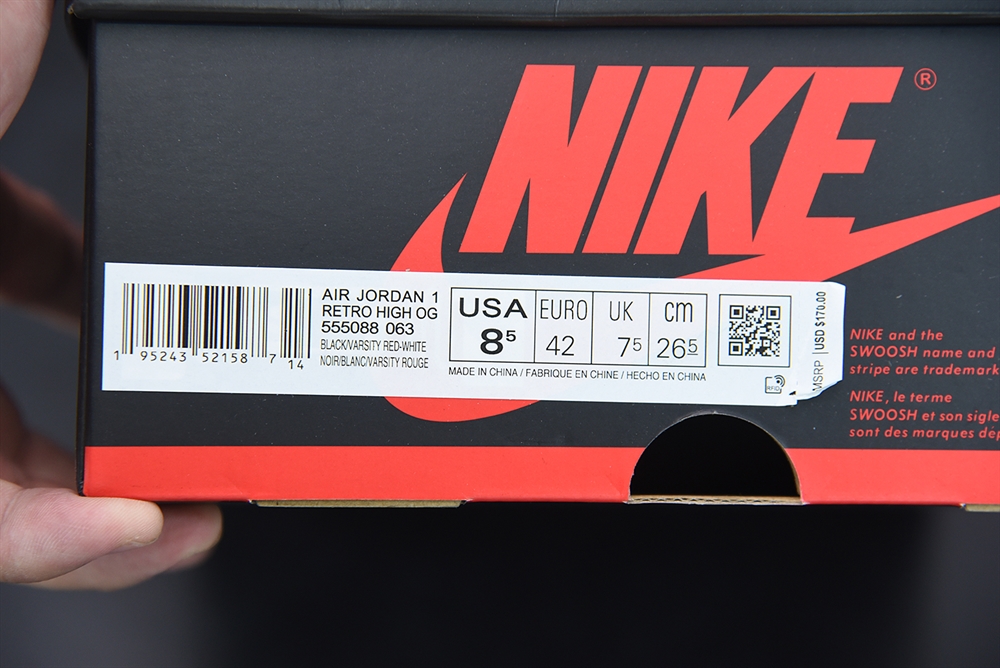 NIKE®
AIR JORDAN 1
RETRO HIGH OG
555088 063
BLACK/VARSITY RED-WHITE
NOIR/BLANC/VARSITY ROUGE
1 95243 52158 7 14
USA
8⁵
EURO
42
UK
7⁵
cm
26⁵
MADE IN CHINA / FABRIQUE EN CHINE / HECHO EN CHINA
RFID
MSRP | USD $170.00
NIKE and the
SWOOSH name and
stripe are trademark
NIKE, le terme
SWOOSH et son sigle
sont des marques dép